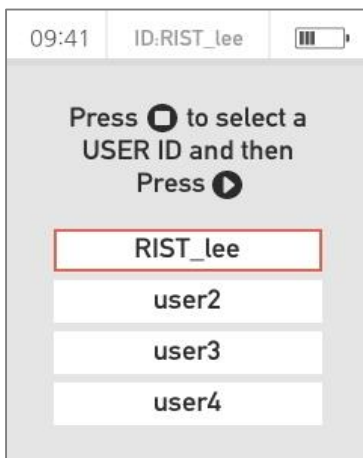 09:41 ID:RIST_lee
Press to select a
USER ID and then
Press
RIST_lee
user2
user3
user4